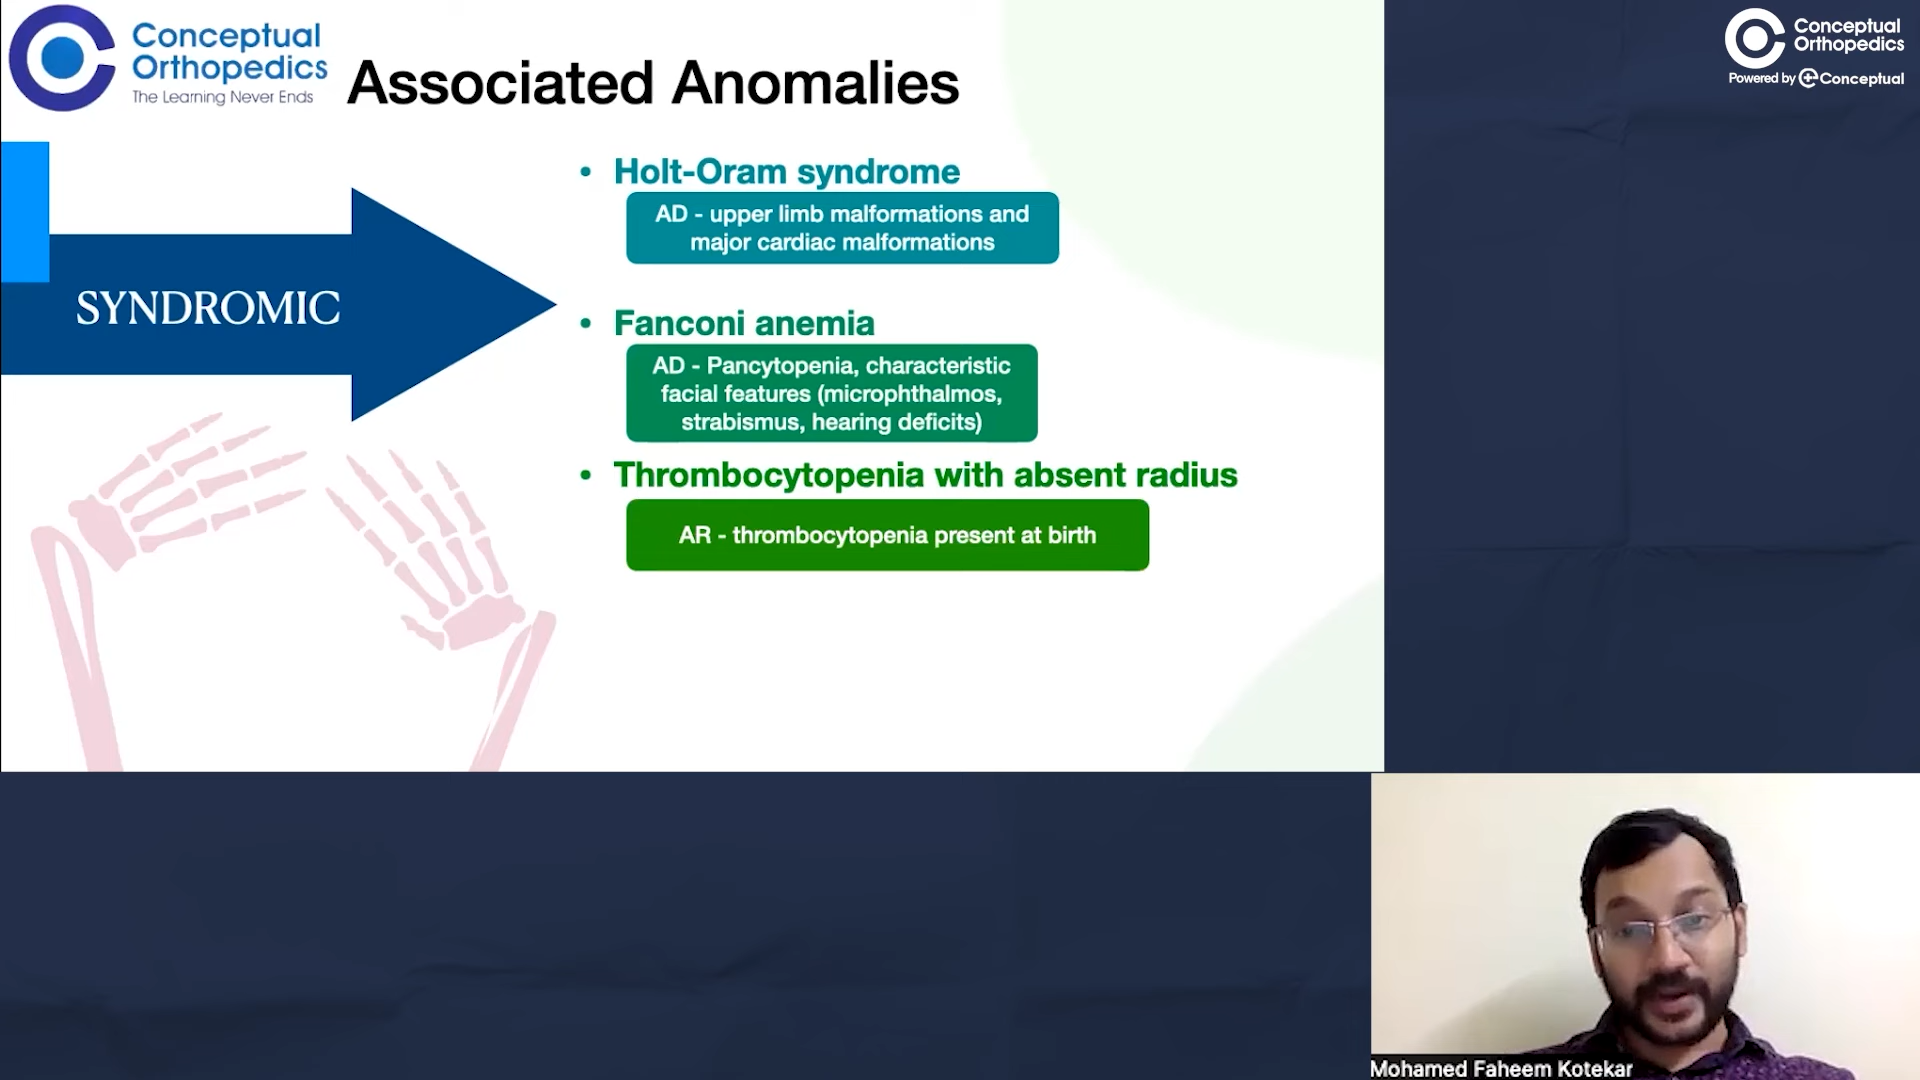 Conceptual
Orthopedics
The Learning Never Ends
Associated Anomalies
Conceptual
Orthopedics
Powered by Conceptual
SYNDROMIC
• Holt-Oram syndrome
AD - upper limb malformations and
major cardiac malformations
• Fanconi anemia
AD - Pancytopenia, characteristic
facial features (microphthalmos,
strabismus, hearing deficits)
• Thrombocytopenia with absent radius
AR - thrombocytopenia present at birth
Mohamed Faheem Kotekar